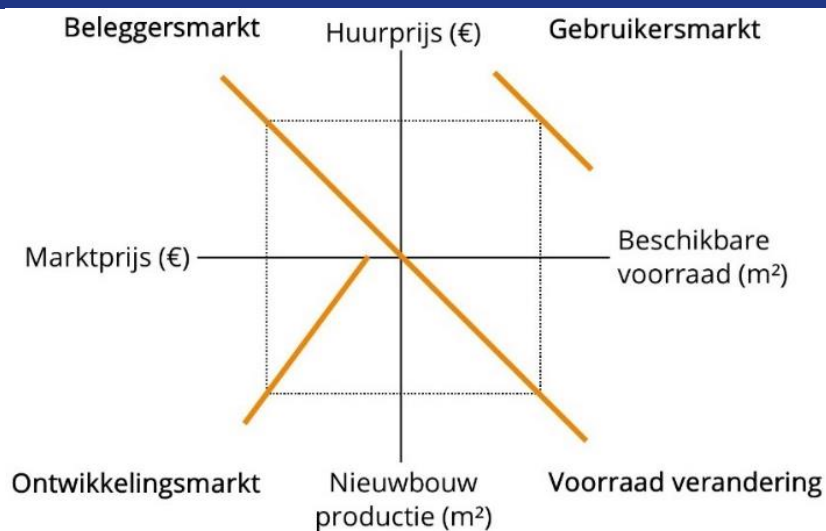 Beleggersmarkt
Huurprijs (€)
Gebruikersmarkt
Marktprijs (€)
Beschikbare
voorraad (m²)
Ontwikkelingsmarkt
Nieuwbouw
productie (m²)
Voorraad verandering